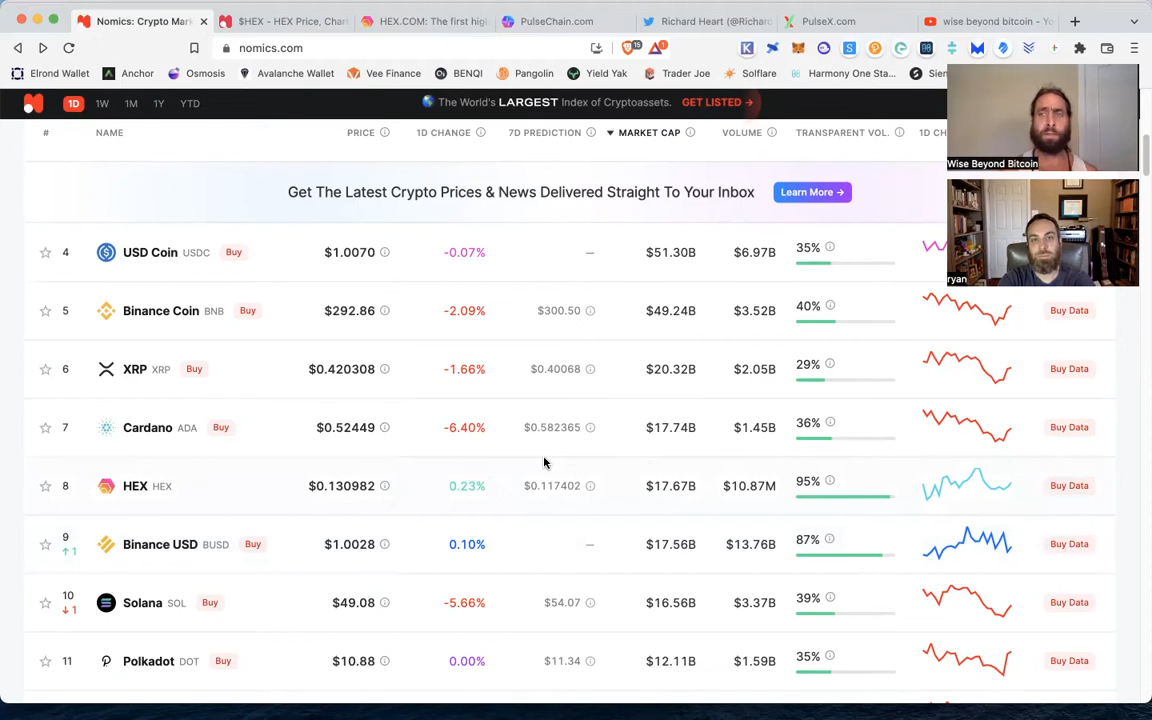 Nomics: Crypto Mar
$HEX - HEX Price, Chart
HEX.COM: The first hig
PulseChain.com
Richard Heart (@Richard
PulseX.com
wise beyond bitcoin - Yo
nomics.com
15
1
Elrond Wallet
Anchor
Osmosis
Avalanche Wallet
Vee Finance
BENQI
Pangolin
Yield Yak
Trader Joe
Solflare
Harmony One Sta...
Sien
1D 1W 1M 1Y YTD
The World's LARGEST Index of Cryptoassets. GET LISTED →
# NAME PRICE 1D CHANGE 7D PREDICTION MARKET CAP VOLUME TRANSPARENT VOL. 1D CH
Wise Beyond Bitcoin
ryan
Get The Latest Crypto Prices & News Delivered Straight To Your Inbox Learn More →
4 USD Coin USDC Buy $1.0070 -0.07% – $51.30B $6.97B 35%
5 Binance Coin BNB Buy $292.86 -2.09% $300.50 $49.24B $3.52B 40% Buy Data
6 XRP XRP Buy $0.420308 -1.66% $0.40068 $20.32B $2.05B 29% Buy Data
7 Cardano ADA Buy $0.52449 -6.40% $0.582365 $17.74B $1.45B 36% Buy Data
8 HEX HEX $0.130982 0.23% $0.117402 $17.67B $10.87M 95% Buy Data
9 ↑1 Binance USD BUSD Buy $1.0028 0.10% – $17.56B $13.76B 87% Buy Data
10 ↓1 Solana SOL Buy $49.08 -5.66% $54.07 $16.56B $3.37B 39% Buy Data
11 Polkadot DOT Buy $10.88 0.00% $11.34 $12.11B $1.59B 35% Buy Data